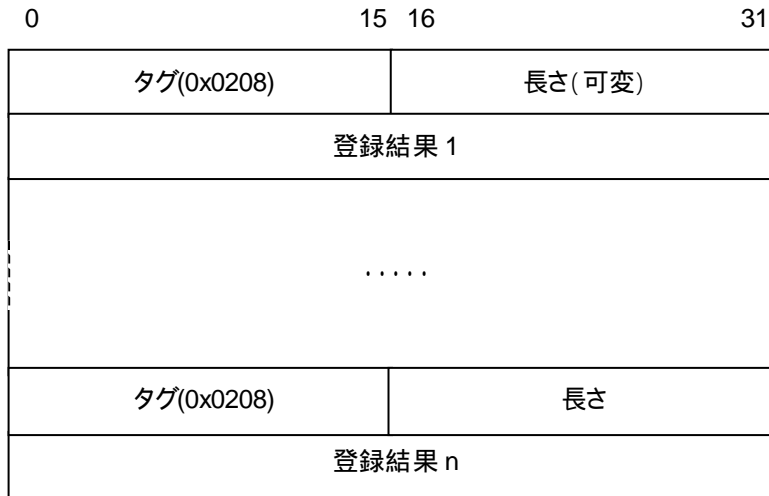 0 15 16 31
タグ(0x0208) 長さ(可変)
登録結果 1
.....
タグ(0x0208) 長さ
登録結果 n